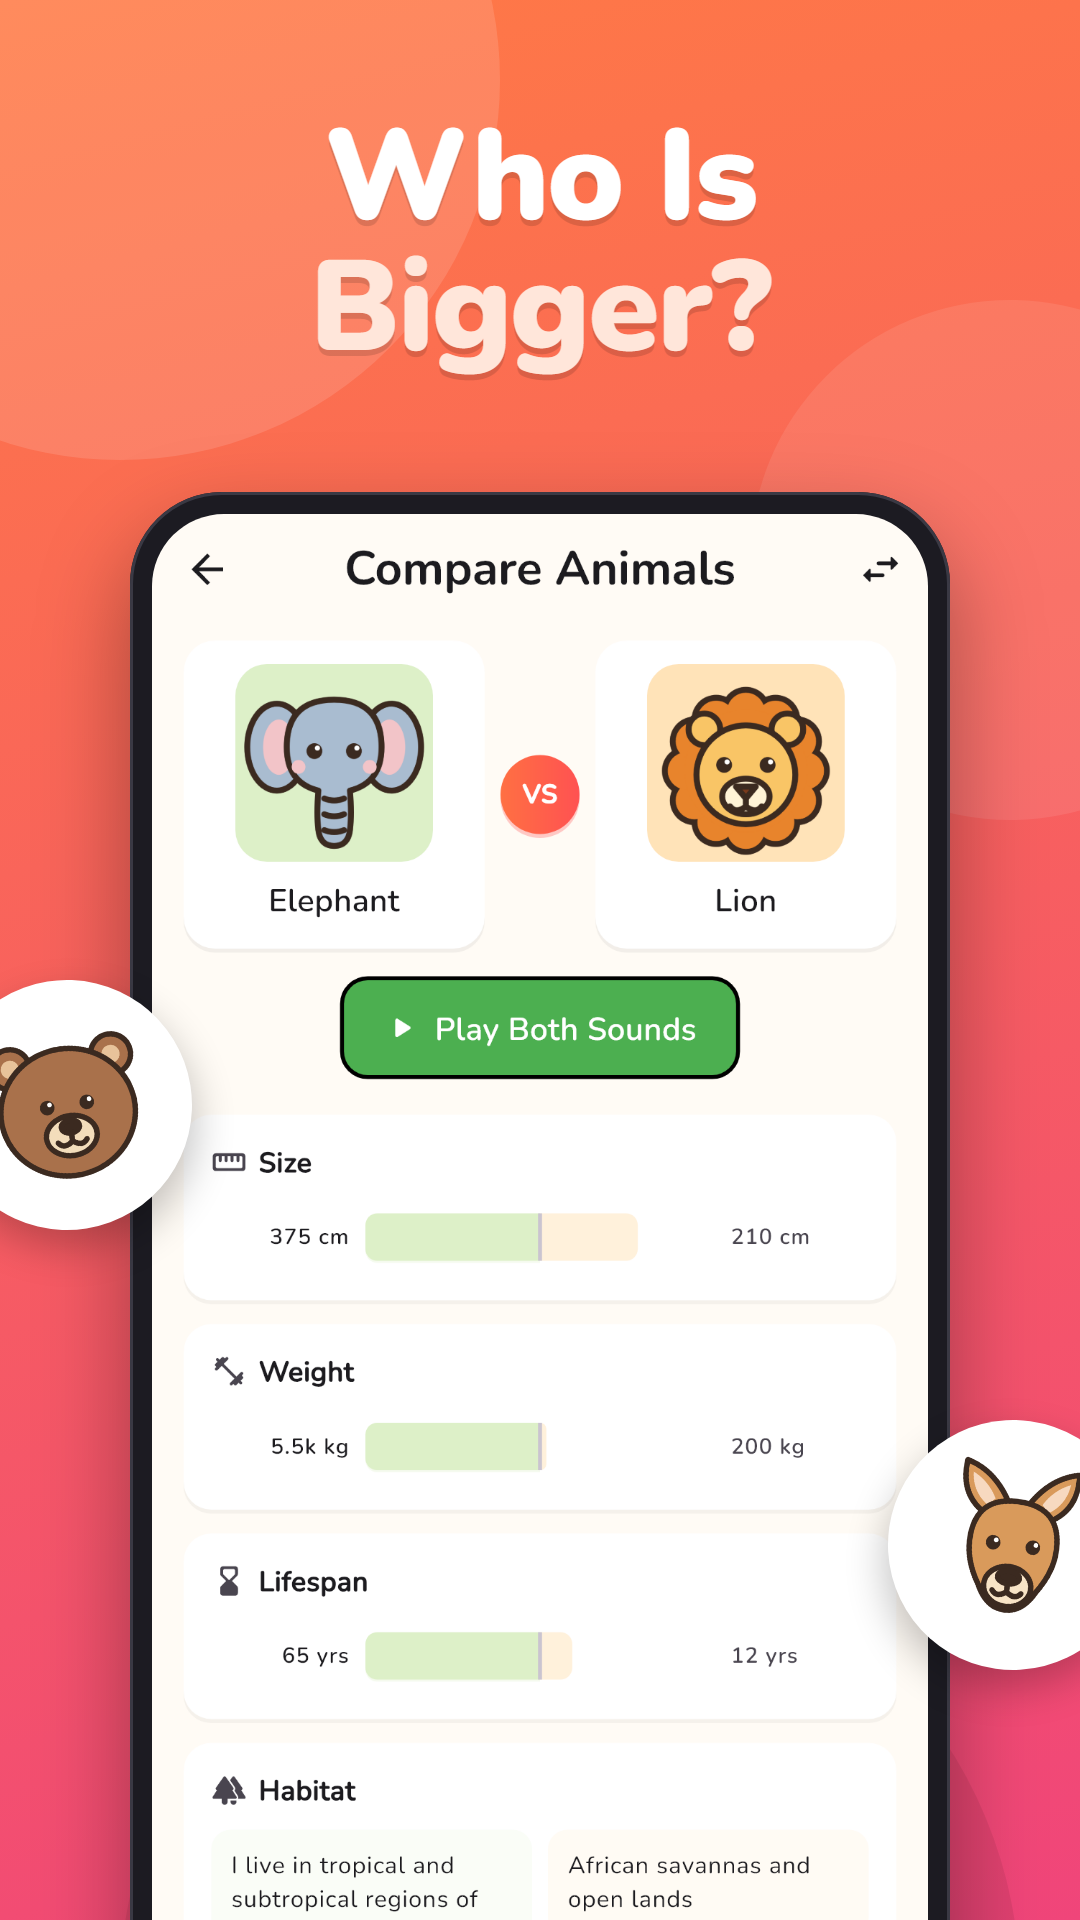 Who Is
Bigger?
Compare Animals
VS
Elephant
Lion
Play Both Sounds
Size
375 cm
210 cm
Weight
5.5k kg
200 kg
Lifespan
65 yrs
12 yrs
Habitat
I live in tropical and
subtropical regions of
African savannas and
open lands